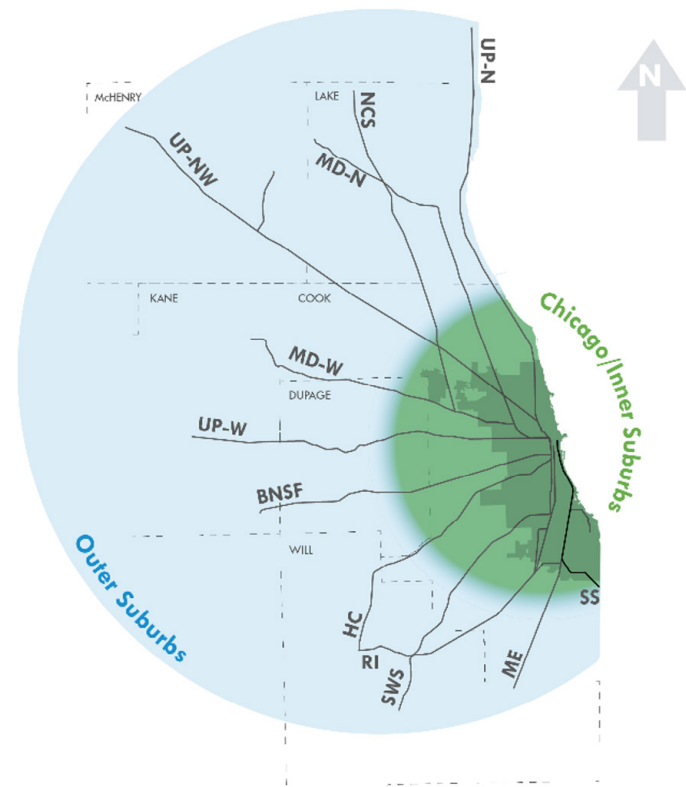 UP-N
N
McHENRY
LAKE
NCS
UP-NW
MD-N
KANE
COOK
Chicago/Inner Suburbs
MD-W
DUPAGE
UP-W
BNSF
WILL
Outer Suburbs
SS
HC
RI
ME
SWS